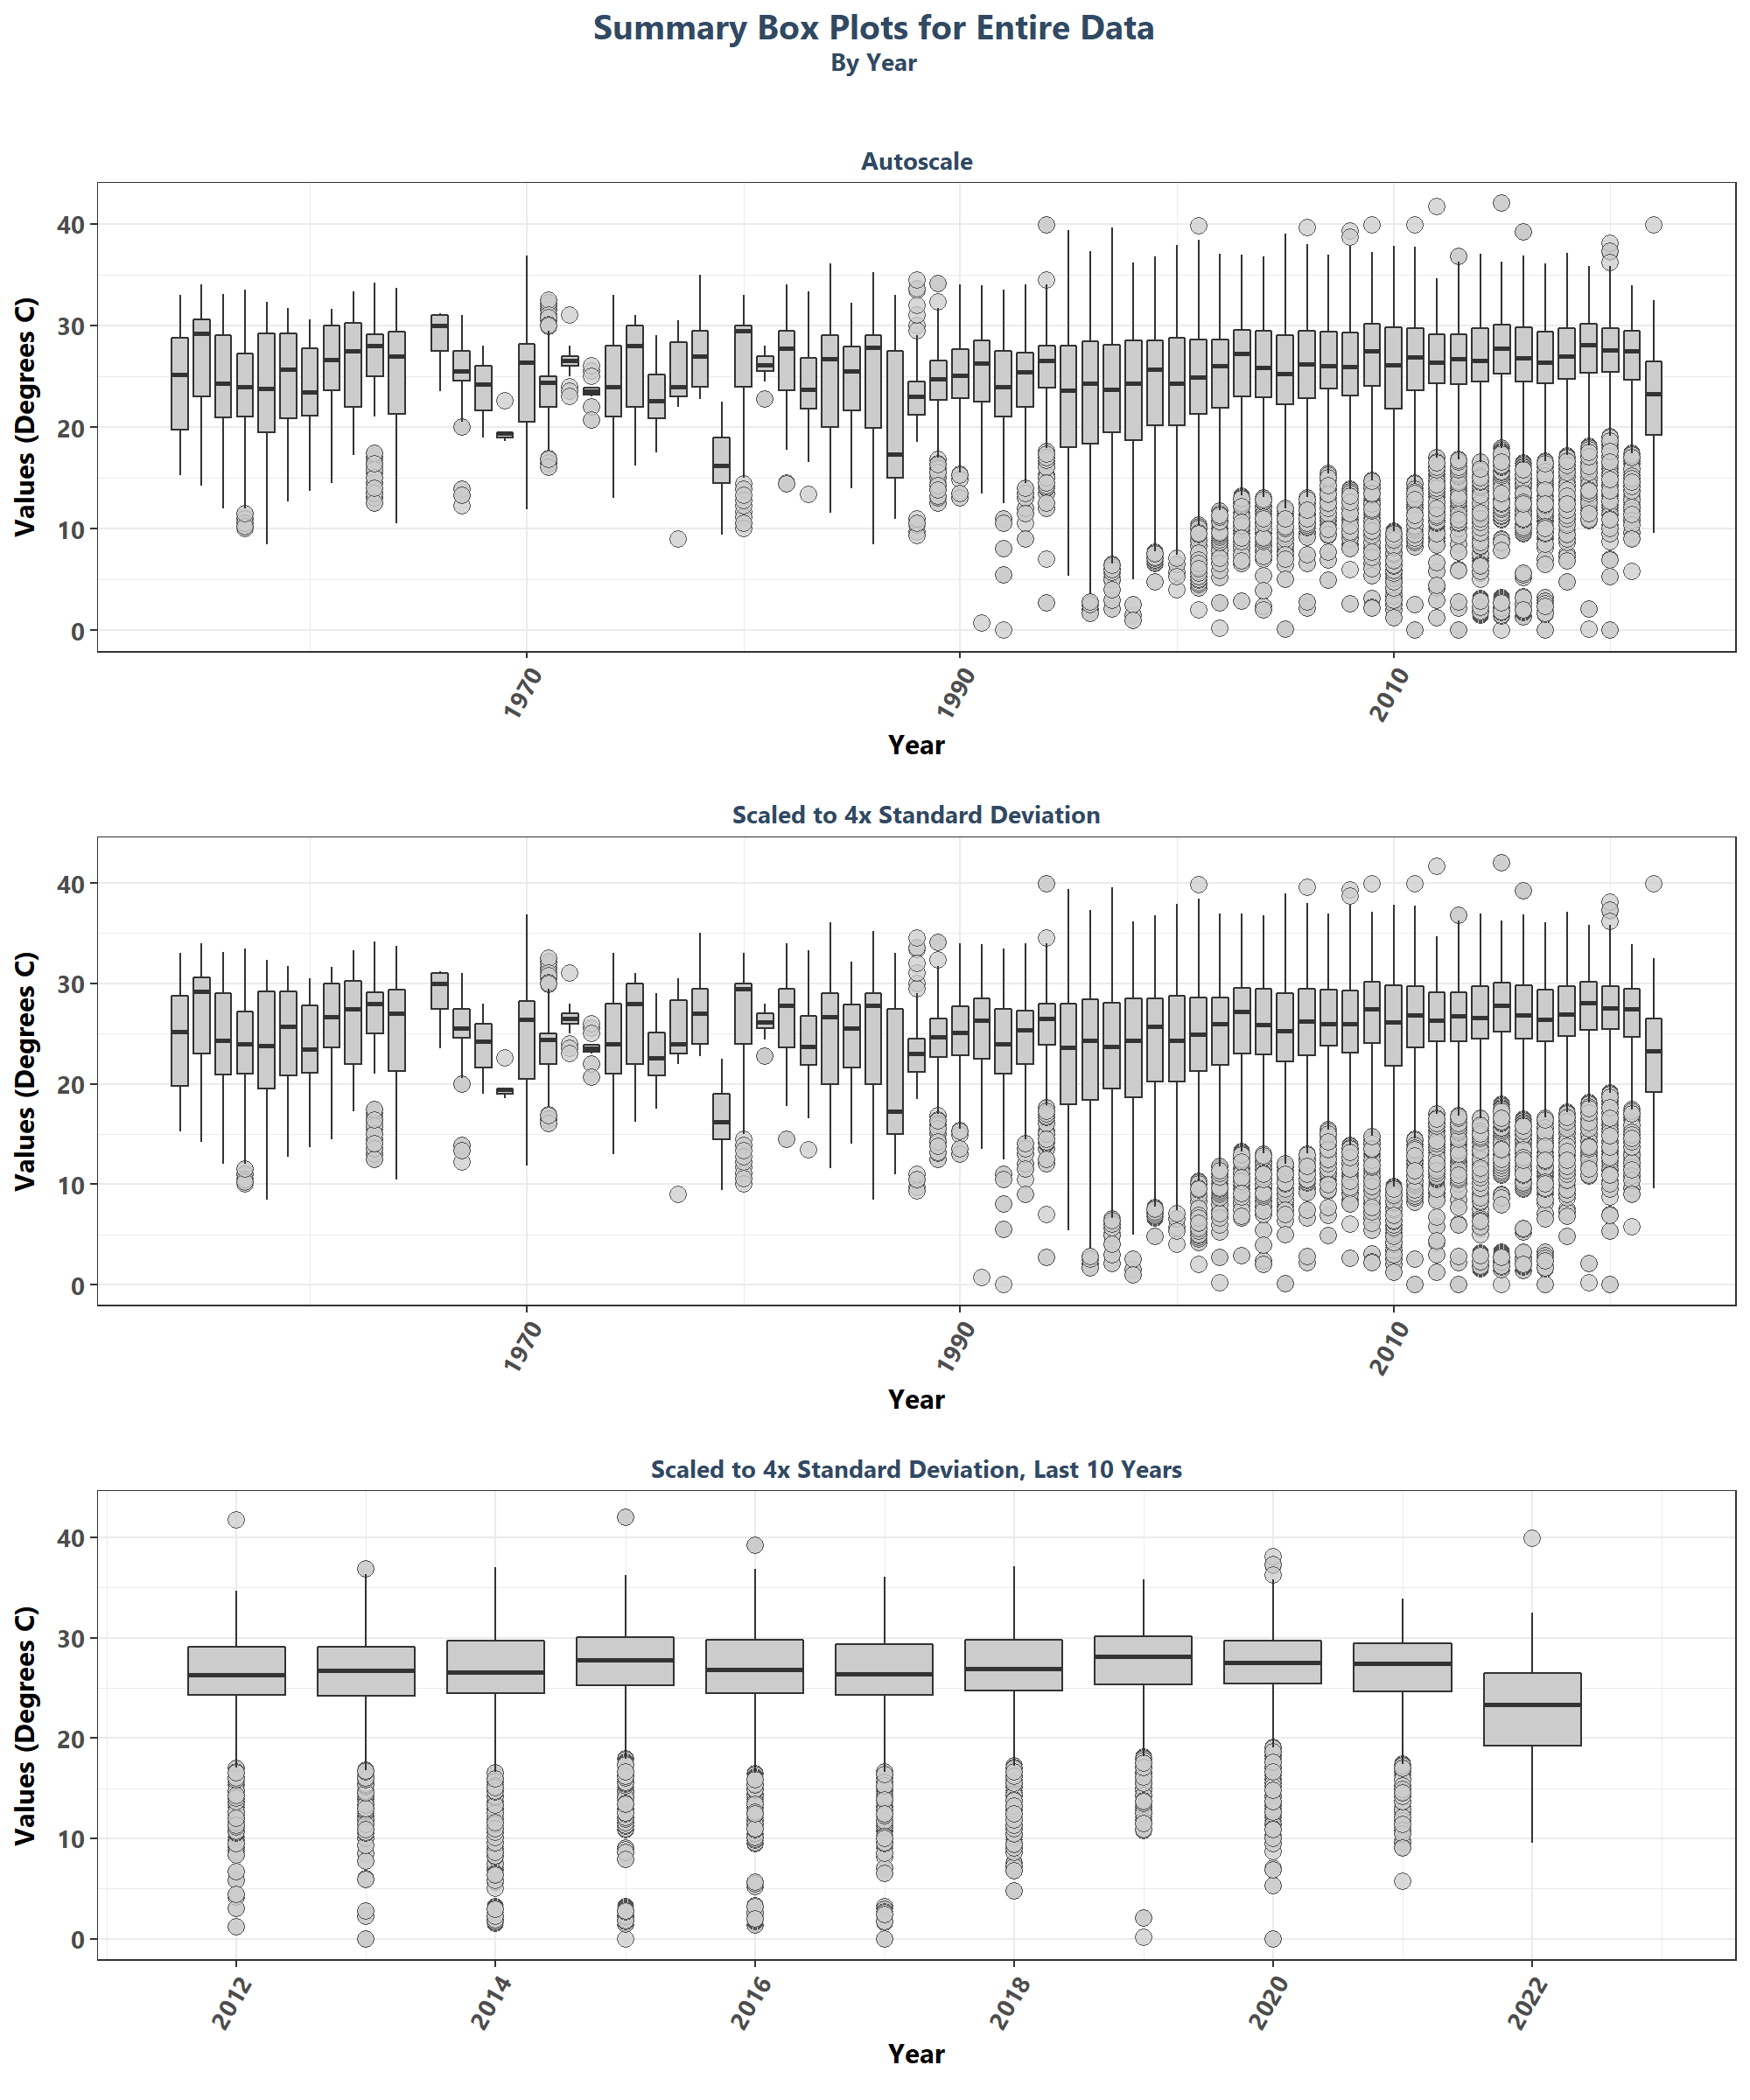 Summary Box Plots for Entire Data
By Year
Autoscale
Values (Degrees C)
40
30
20
10
0
1970
1990
2010
Year
Scaled to 4x Standard Deviation
Values (Degrees C)
40
30
20
10
0
1970
1990
2010
Year
Scaled to 4x Standard Deviation, Last 10 Years
Values (Degrees C)
40
30
20
10
0
2012
2014
2016
2018
2020
2022
Year